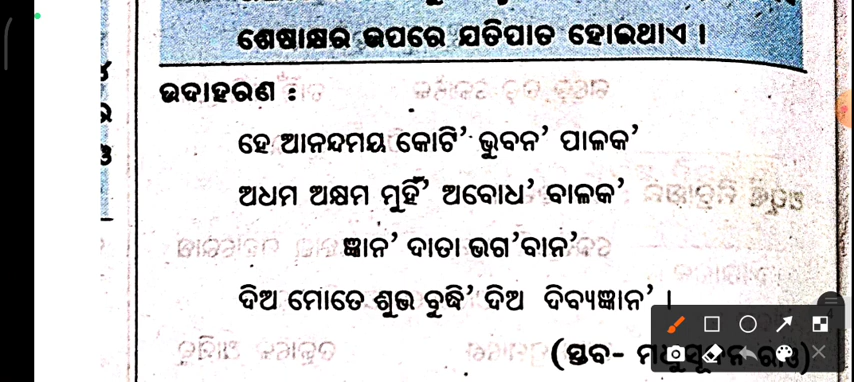 ଶେଷାକ୍ଷର ଉପରେ ଯତିପାତ ହୋଇଥାଏ ।
ଉଦାହରଣ :
ହେ ଆନନ୍ଦମୟ କୋଟି’ ଭୁବନ’ ପାଳକ’
ଅଧମ ଅକ୍ଷମ ମୁହିଁ’ ଅବୋଧ’ ବାଳକ’
ଜ୍ଞାନ’ ଦାତା ଭଗ’ବାନ’
ଦିଅ ମୋତେ ଶୁଭ ବୁଦ୍ଧି’ ଦିଅ ଦିବ୍ୟଜ୍ଞାନ’ ।
(ସ୍ତବ-